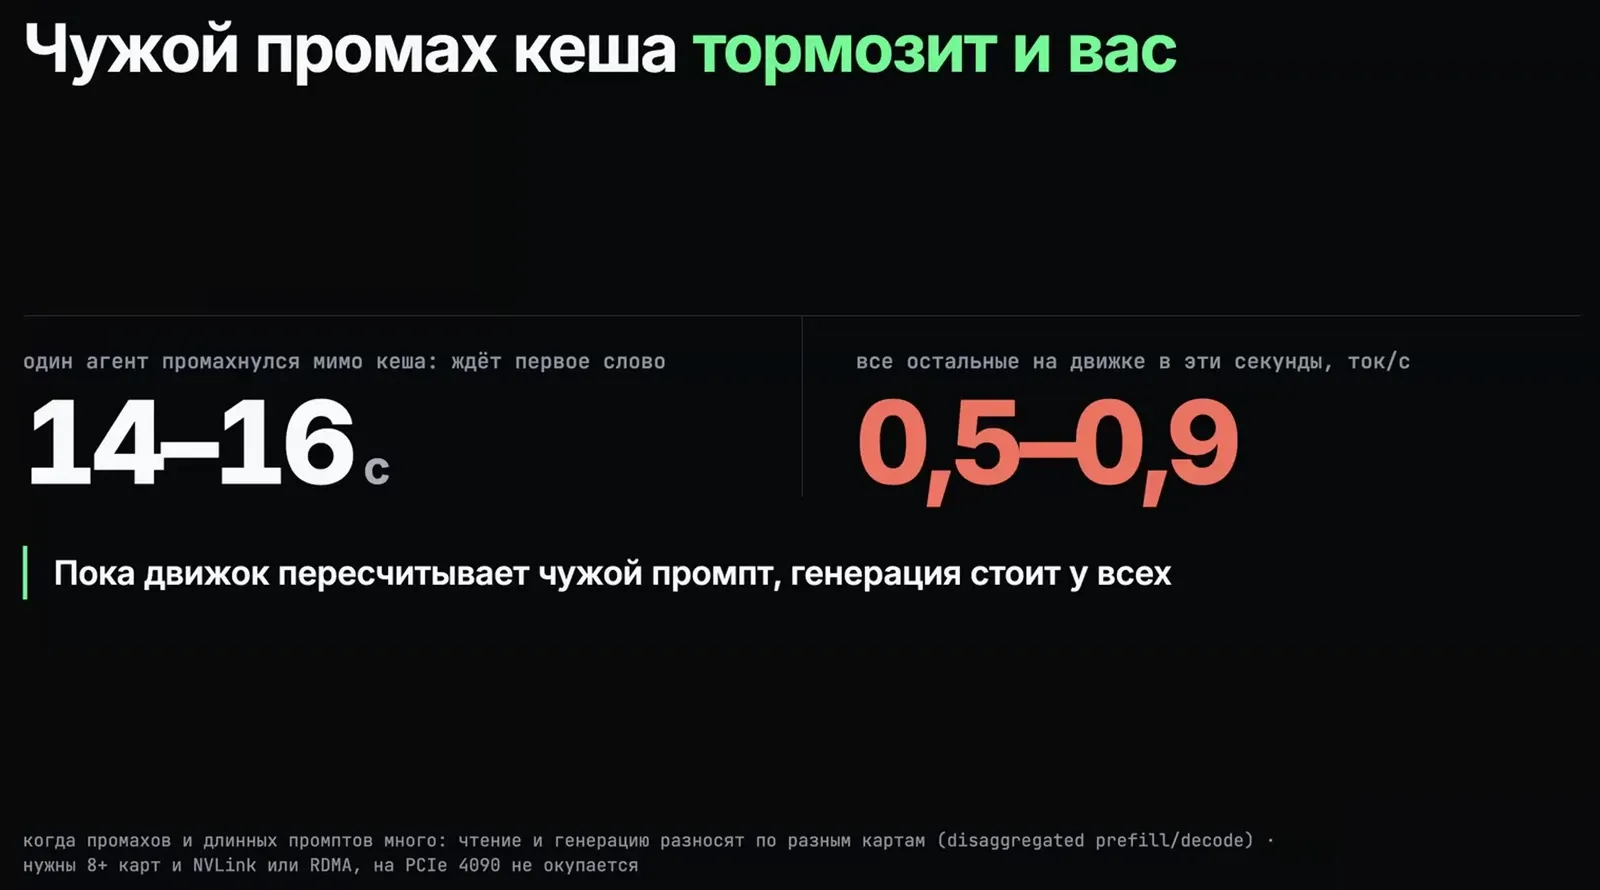 Чужой промах кеша тормозит и вас
один агент промахнулся мимо кеша: ждёт первое слово
14–16 с
все остальные на движке в эти секунды, ток/с
0,5–0,9
Пока движок пересчитывает чужой промпт, генерация стоит у всех
когда промахов и длинных промптов много: чтение и генерацию разносят по разным картам (disaggregated prefill/decode) ·
нужны 8+ карт и NVLink или RDMA, на PCIe 4090 не окупается